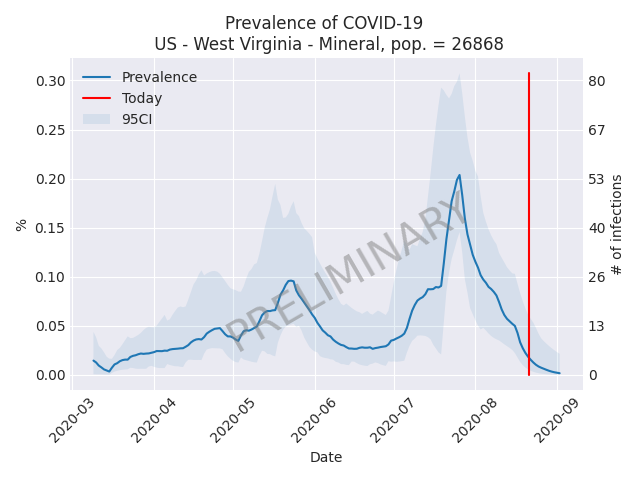 Prevalence of COVID-19
US - West Virginia - Mineral, pop. = 26868
Prevalence
Today
95CI
PRELIMINARY
%
0.30
0.25
0.20
0.15
0.10
0.05
0.00
80
67
53
40
26
13
0
# of infections
2020-03
2020-04
2020-05
2020-06
2020-07
2020-08
2020-09
Date